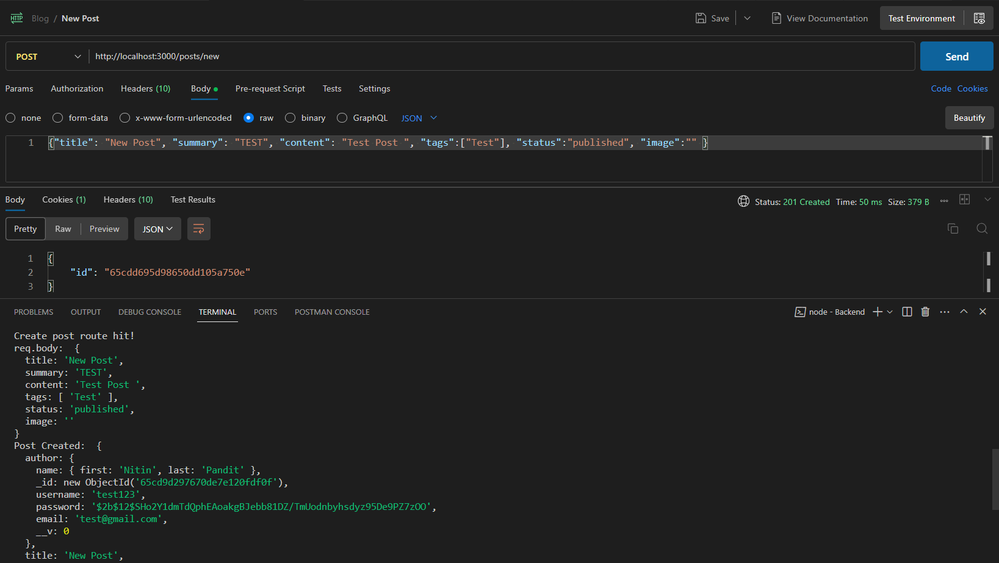 HTTP Blog / New Post Save View Documentation Test Environment
POST http://localhost:3000/posts/new Send
Params Authorization Headers (10) Body Pre-request Script Tests Settings Code Cookies
none form-data x-www-form-urlencoded raw binary GraphQL JSON Beautify
1 {"title": "New Post", "summary": "TEST", "content": "Test Post ", "tags":["Test"], "status":"published", "image":"" }
Body Cookies (1) Headers (10) Test Results Status: 201 Created Time: 50 ms Size: 379 B
Pretty Raw Preview JSON
1 {
2 "id": "65cdd695d98650dd105a750e"
3 }
PROBLEMS OUTPUT DEBUG CONSOLE TERMINAL PORTS POSTMAN CONSOLE node - Backend
Create post route hit!
req.body: {
title: 'New Post',
summary: 'TEST',
content: 'Test Post ',
tags: [ 'Test' ],
status: 'published',
image: ''
}
Post Created: {
author: {
name: { first: 'Nitin', last: 'Pandit' },
_id: new ObjectId('65cd9d297670de7e120fdf0f'),
username: 'test123',
password: '$2b$12$SHo2Y1dmTdQphEAoakgBJebb81DZ/TmUodnbyhsdyz95De9PZ7zOO',
email: 'test@gmail.com',
__v: 0
},
title: 'New Post',